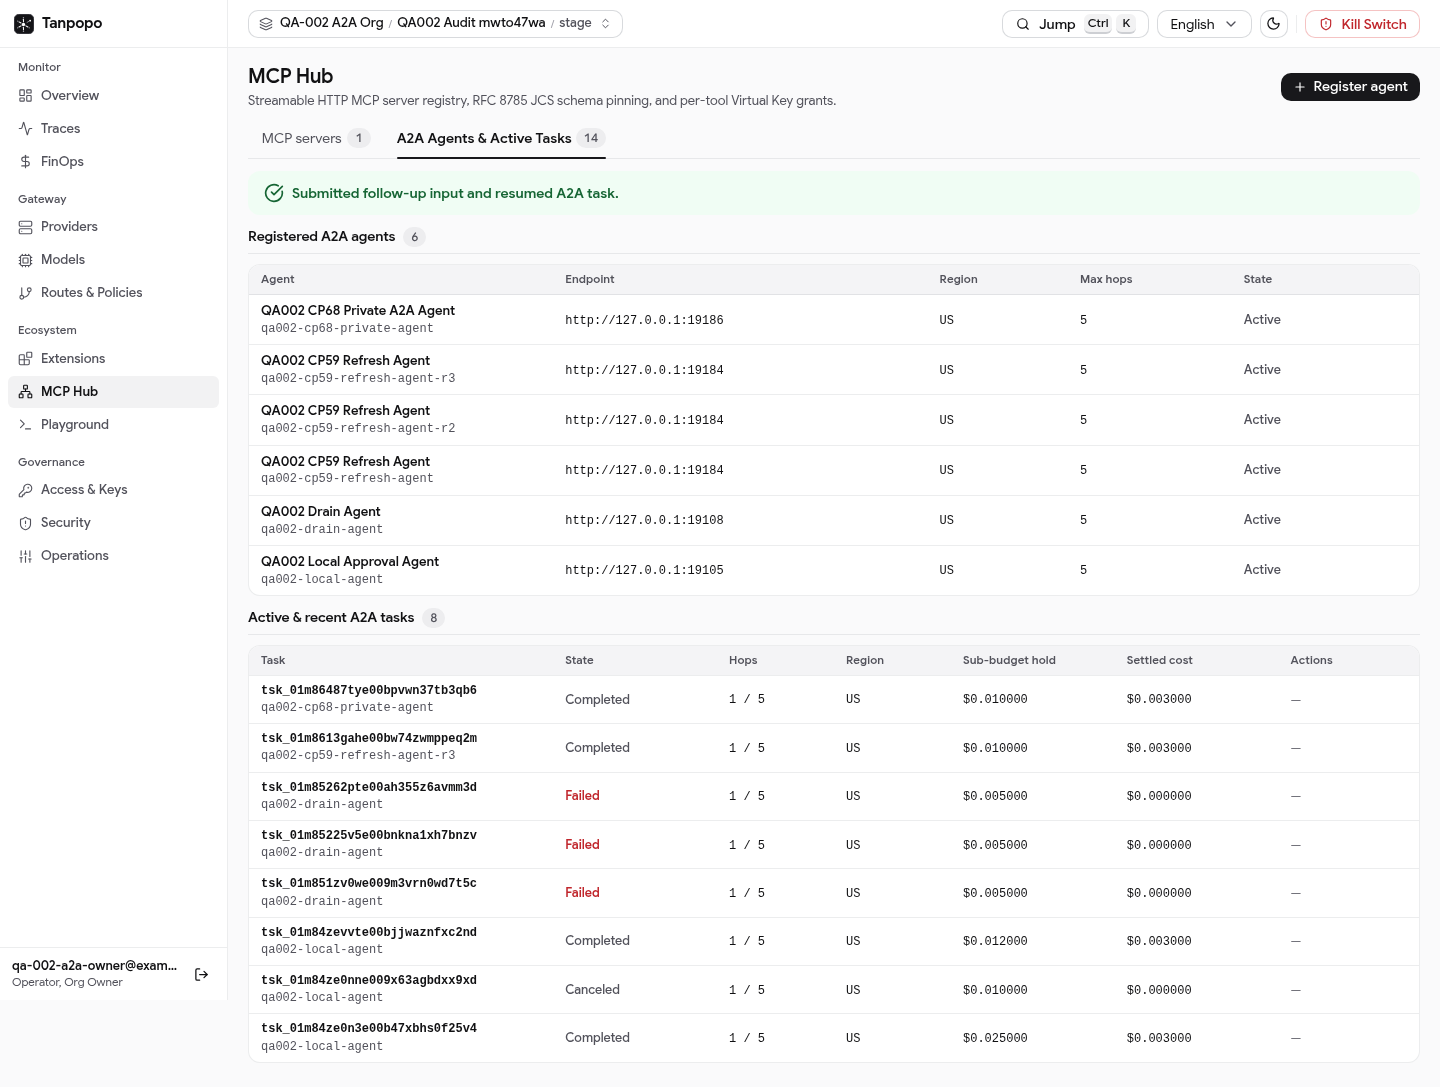 Tanpopo
QA-002 A2A Org / QA002 Audit mwto47wa / stage
Jump Ctrl K
English
Kill Switch
Monitor
Overview
Traces
FinOps
Gateway
Providers
Models
Routes & Policies
Ecosystem
Extensions
MCP Hub
Playground
Governance
Access & Keys
Security
Operations
qa-002-a2a-owner@exam...
Operator, Org Owner
MCP Hub
Streamable HTTP MCP server registry, RFC 8785 JCS schema pinning, and per-tool Virtual Key grants.
+ Register agent
MCP servers 1
A2A Agents & Active Tasks 14
Submitted follow-up input and resumed A2A task.
Registered A2A agents 6
Agent Endpoint Region Max hops State
QA002 CP68 Private A2A Agent
qa002-cp68-private-agent
http://127.0.0.1:19186 US 5 Active
QA002 CP59 Refresh Agent
qa002-cp59-refresh-agent-r3
http://127.0.0.1:19184 US 5 Active
QA002 CP59 Refresh Agent
qa002-cp59-refresh-agent-r2
http://127.0.0.1:19184 US 5 Active
QA002 CP59 Refresh Agent
qa002-cp59-refresh-agent
http://127.0.0.1:19184 US 5 Active
QA002 Drain Agent
qa002-drain-agent
http://127.0.0.1:19108 US 5 Active
QA002 Local Approval Agent
qa002-local-agent
http://127.0.0.1:19105 US 5 Active
Active & recent A2A tasks 8
Task State Hops Region Sub-budget hold Settled cost Actions
tsk_01m86487tye00bpvwn37tb3qb6
qa002-cp68-private-agent
Completed 1 / 5 US $0.010000 $0.003000 —
tsk_01m8613gahe00bw74zwmppeq2m
qa002-cp59-refresh-agent-r3
Completed 1 / 5 US $0.010000 $0.003000 —
tsk_01m85262pte00ah355z6avmm3d
qa002-drain-agent
Failed 1 / 5 US $0.005000 $0.000000 —
tsk_01m85225v5e00bnkna1xh7bnzv
qa002-drain-agent
Failed 1 / 5 US $0.005000 $0.000000 —
tsk_01m851zv0we009m3vrn0wd7t5c
qa002-drain-agent
Failed 1 / 5 US $0.005000 $0.000000 —
tsk_01m84zevvte00bjjwaznfxc2nd
qa002-local-agent
Completed 1 / 5 US $0.012000 $0.003000 —
tsk_01m84ze0nne009x63agbdxx9xd
qa002-local-agent
Canceled 1 / 5 US $0.010000 $0.000000 —
tsk_01m84ze0n3e00b47xbhs0f25v4
qa002-local-agent
Completed 1 / 5 US $0.025000 $0.003000 —